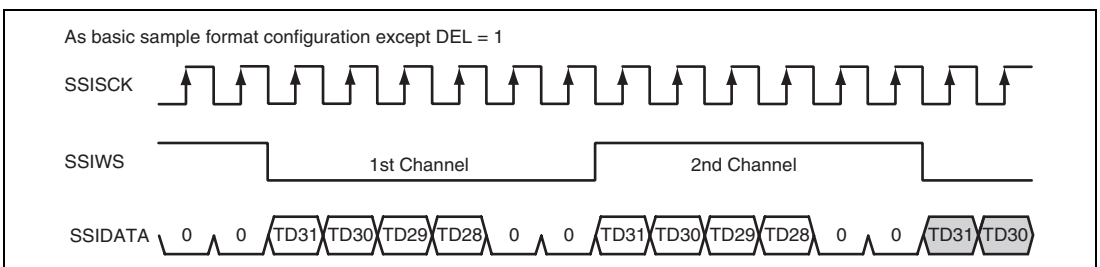 As basic sample format configuration except DEL = 1
SSISCK
SSIWS 1st Channel 2nd Channel
SSIDATA 0 0 TD31 TD30 TD29 TD28 0 0 TD31 TD30 TD29 TD28 0 0 TD31 TD30